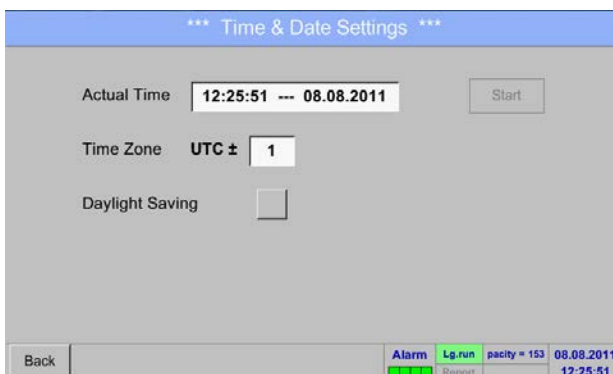 *** Time & Date Settings ***
Actual Time 12:25:51 --- 08.08.2011 Start
Time Zone UTC ± 1
Daylight Saving
Back Alarm Lg.run pacity = 153 08.08.2011
Report 12:25:51